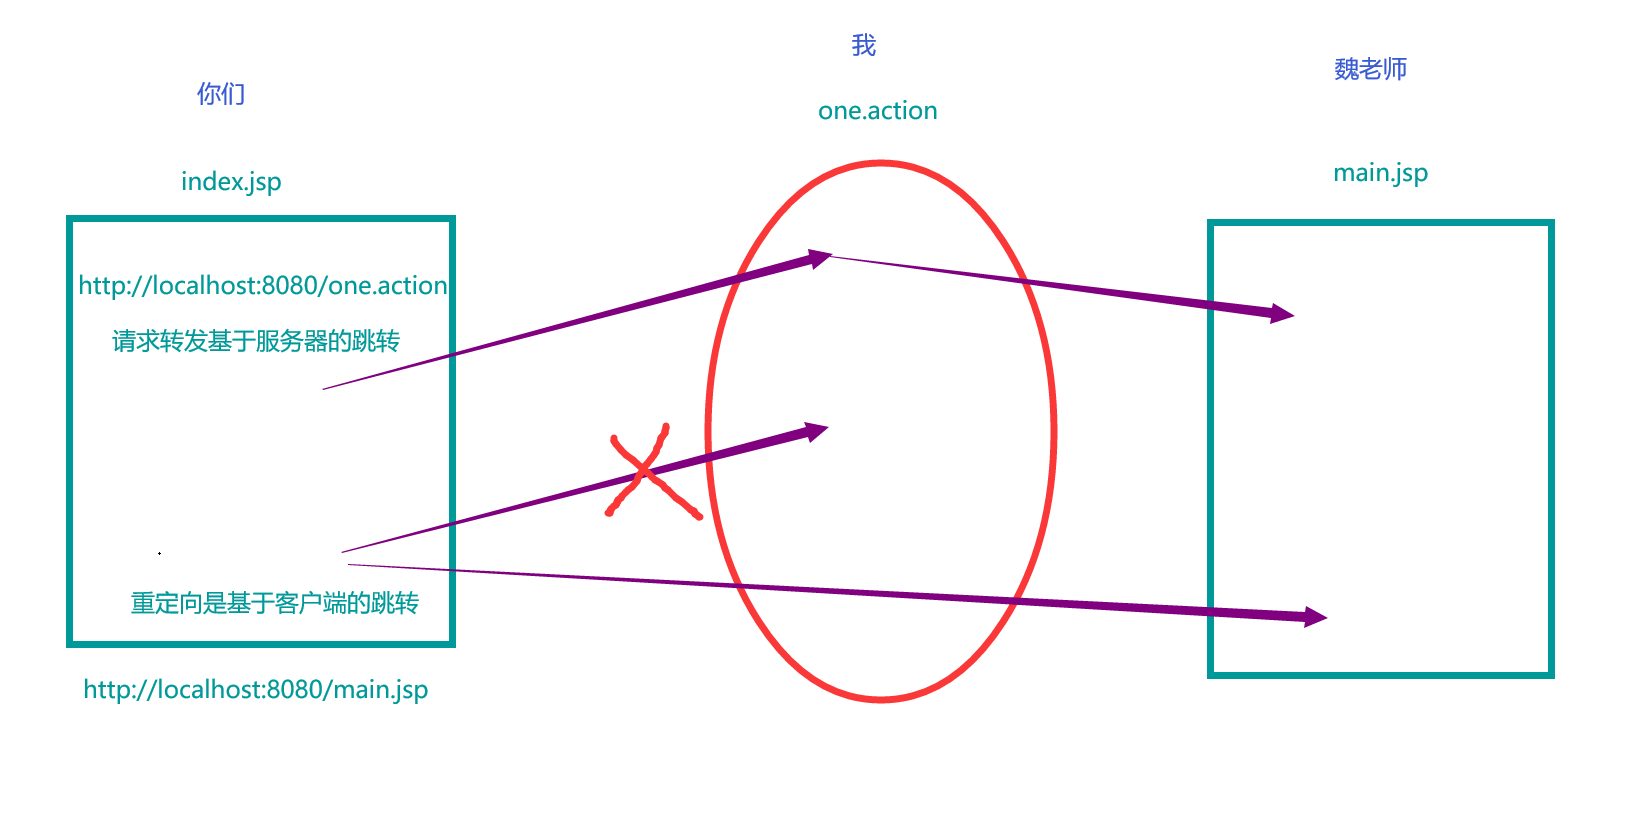 我
魏老师
你们
one.action
main.jsp
index.jsp
http://localhost:8080/one.action
请求转发基于服务器的跳转
重定向是基于客户端的跳转
http://localhost:8080/main.jsp